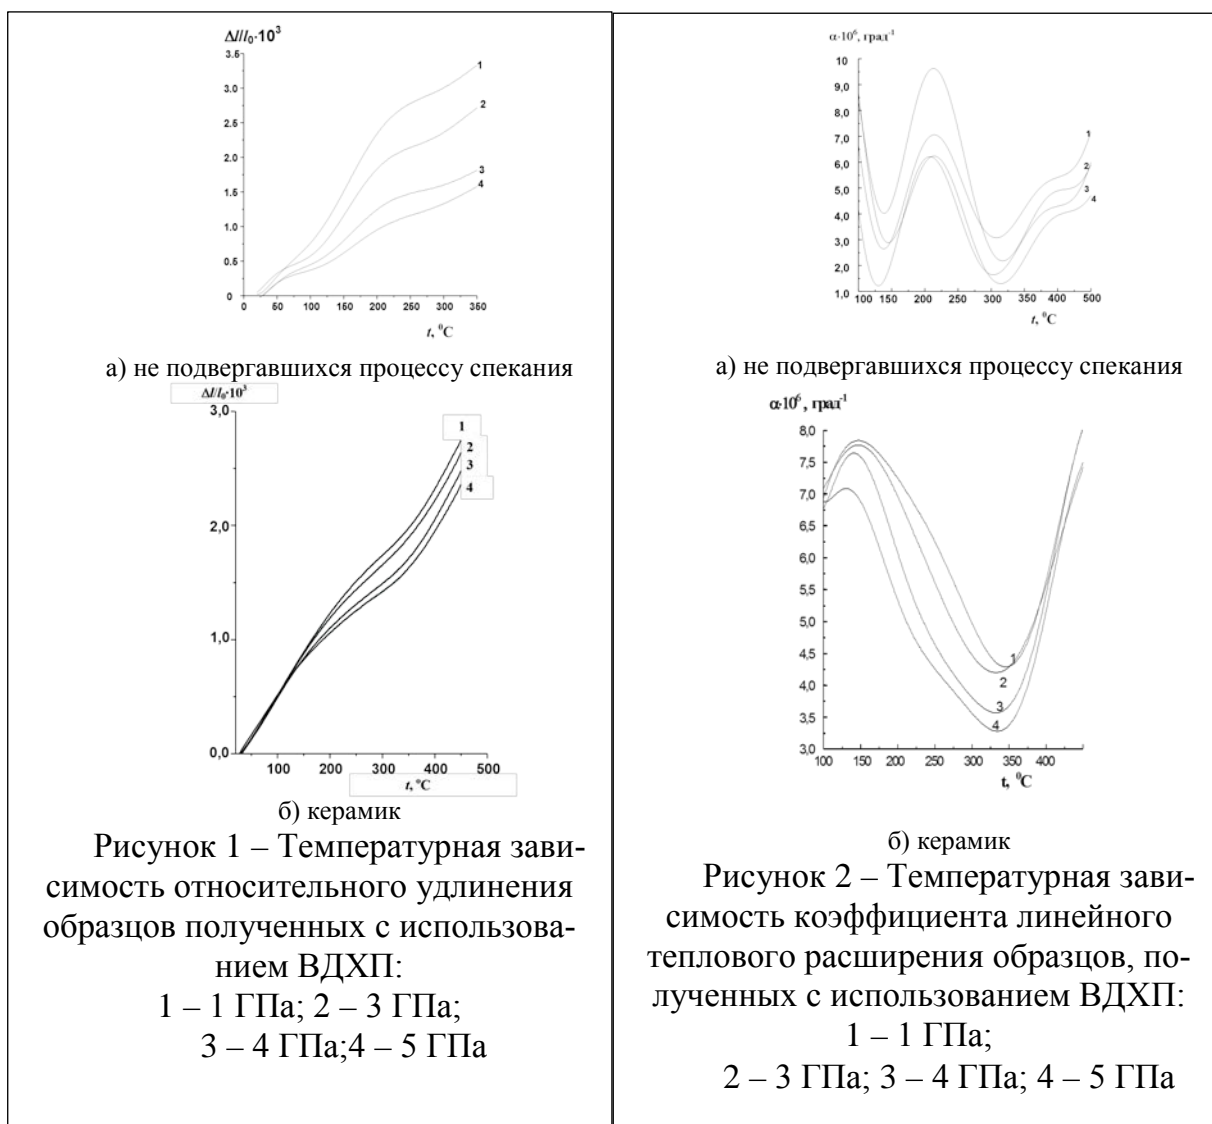 Δl/l₀·10³
3.5
3.0
2.5
2.0
1.5
1.0
0.5
0
1
2
3
4
0 50 100 150 200 250 300 350
t, ⁰C
а) не подвергавшихся процессу спекания
Δl/l₀·10³
3,0
2,0
1,0
0,0
1
2
3
4
100 200 300 400 500
t, °C
б) керамик
Рисунок 1 – Температурная зави-
симость относительного удлинения
образцов полученных с использова-
нием ВДХП:
1 – 1 ГПа; 2 – 3 ГПа;
3 – 4 ГПа;4 – 5 ГПа
α·10⁶, град⁻¹
10
9,0
8,0
7,0
6,0
5,0
4,0
3,0
2,0
1,0
1
2
3
4
100 150 200 250 300 350 400 450 500
t, ⁰C
а) не подвергавшихся процессу спекания
α·10⁶ , град⁻¹
8,0
7,5
7,0
6,5
6,0
5,5
5,0
4,5
4,0
3,5
3,0
1
2
3
4
100 150 200 250 300 350 400
t, ⁰C
б) керамик
Рисунок 2 – Температурная зави-
симость коэффициента линейного
теплового расширения образцов, по-
лученных с использованием ВДХП:
1 – 1 ГПа;
2 – 3 ГПа; 3 – 4 ГПа; 4 – 5 ГПа